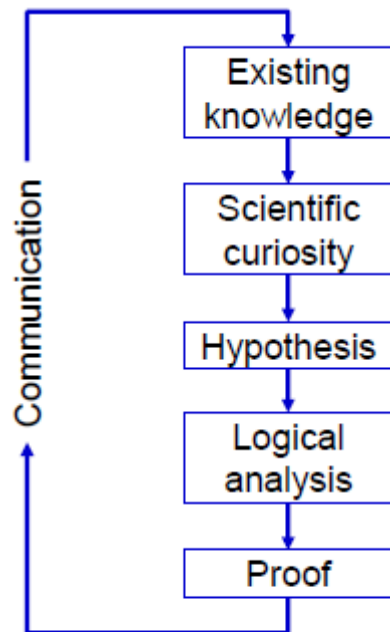 Existing
knowledge
Scientific
curiosity
Hypothesis
Logical
analysis
Proof
Communication